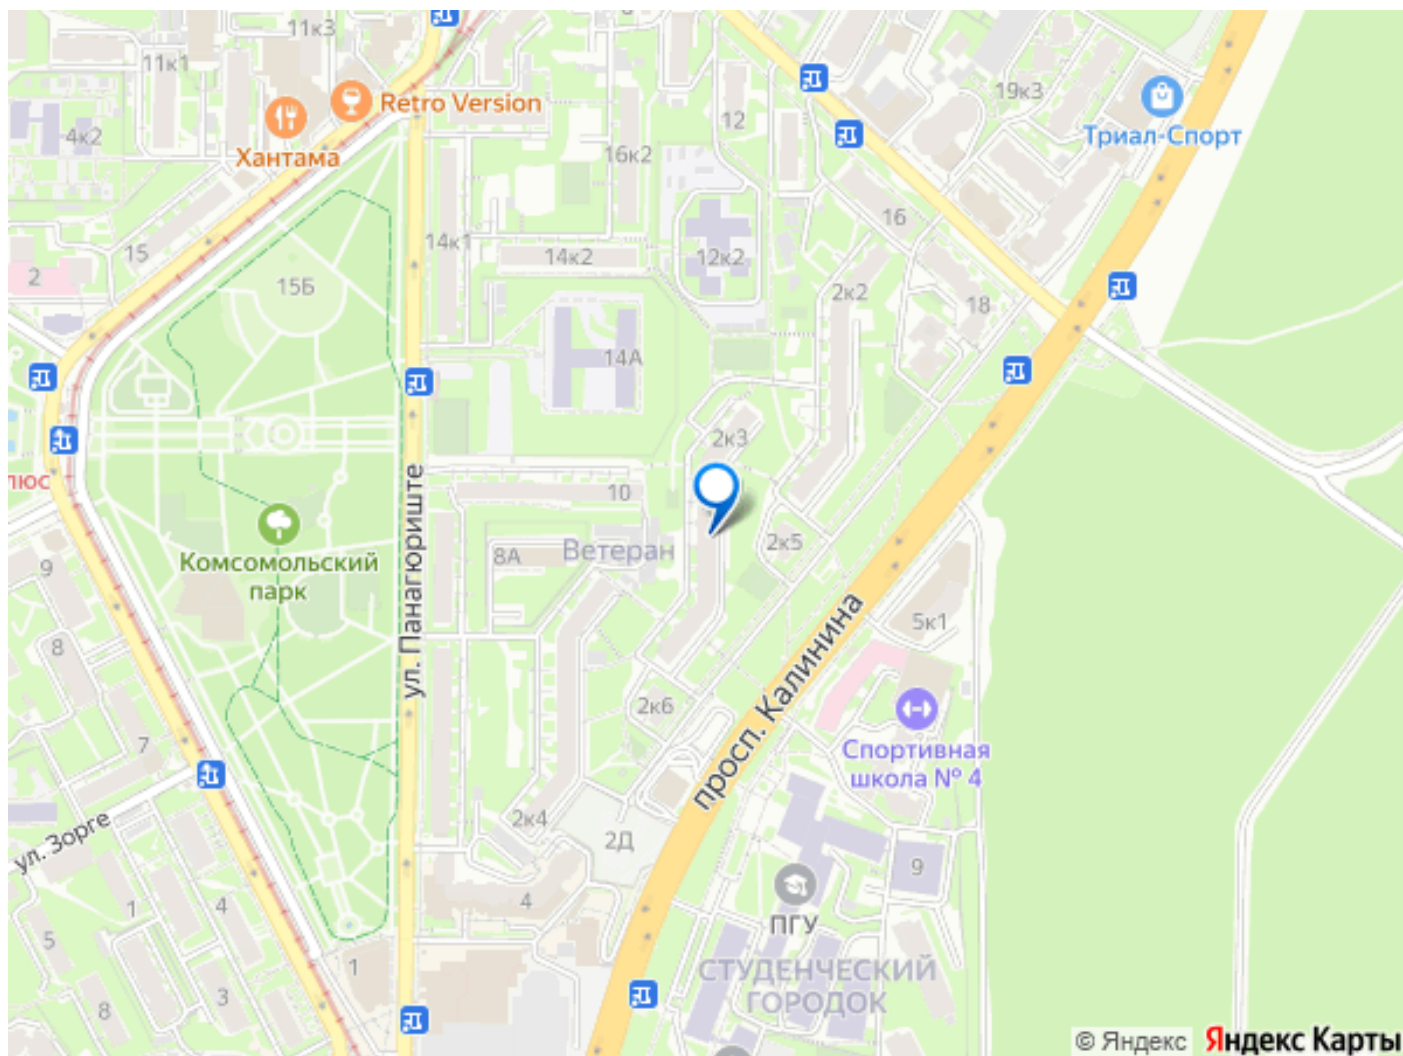 11к3
8
11к1
Retro Version
Хантама
4к2
12
19к3
Триал-Спорт
16к2
16
15
14к1
14к2
12к2
2
15Б
2к2
18
14А
2к3
люс
10
ул. Панагюриште
Комсомольский
парк
8А
Ветеран
2к5
9
просп. Калинина
5к1
8
2к6
7
Спортивная
школа № 4
ул. Зорге
2к4
2Д
9
1
4
4
ПГУ
5
1
СТУДЕНЧЕСКИЙ
ГОРОДОК
3
8
© Яндекс
Яндекс Карты